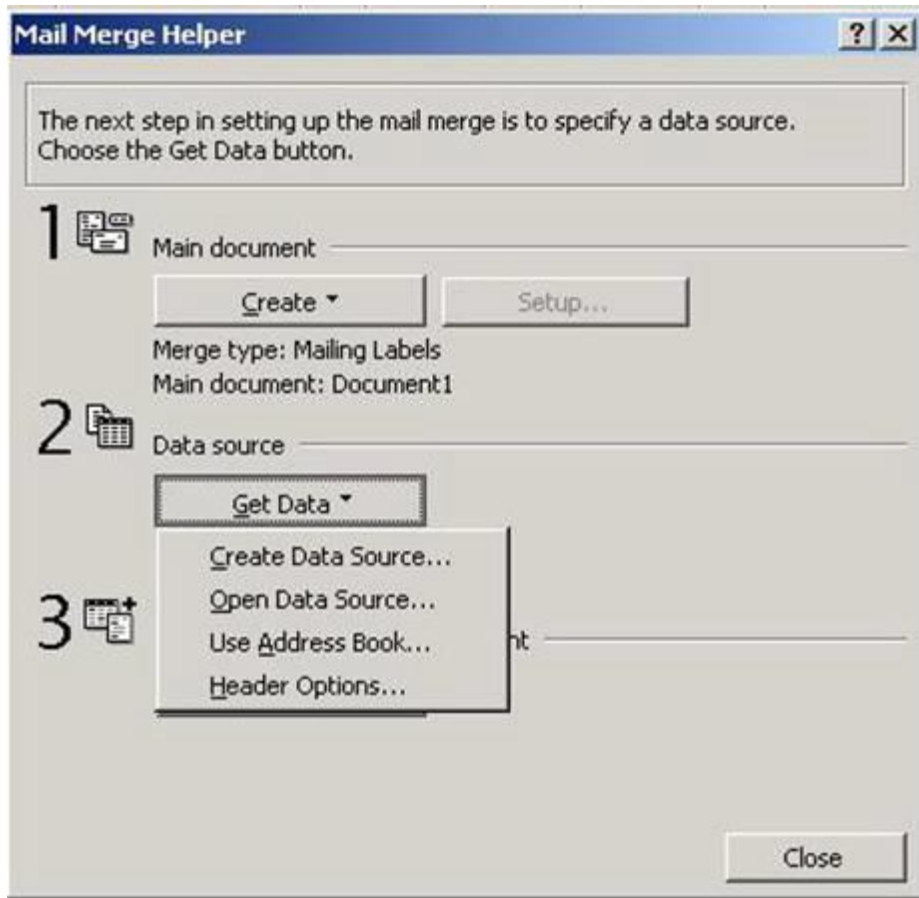 Mail Merge Helper
The next step in setting up the mail merge is to specify a data source.
Choose the Get Data button.
1
Main document
Create
Setup...
Merge type: Mailing Labels
Main document: Document1
2
Data source
Get Data
Create Data Source...
Open Data Source...
3
Use Address Book...
Header Options...
Close